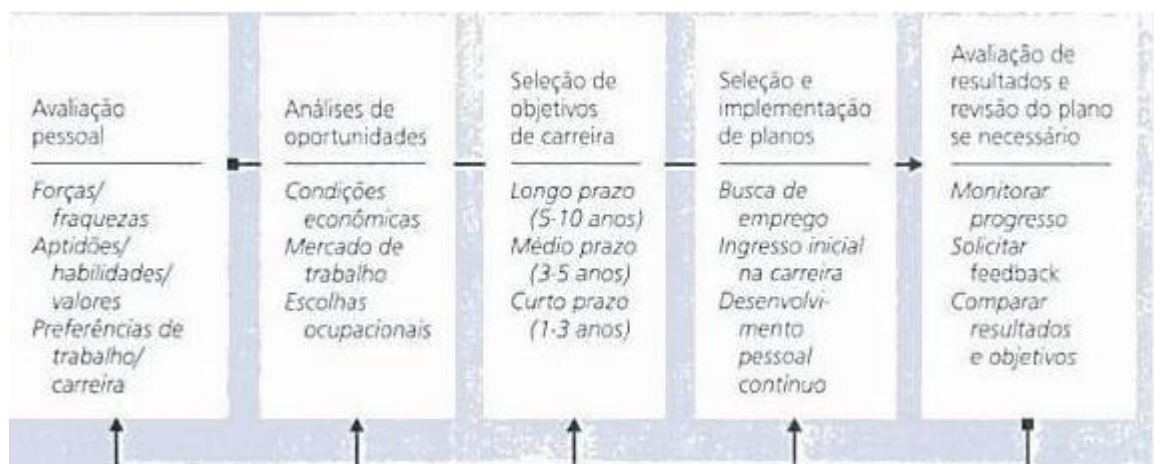 Avaliação
pessoal
Forças/
fraquezas
Aptidões/
habilidades/
valores
Preferências de
trabalho/
carreira
Análises de
oportunidades
Condições
econômicas
Mercado de
trabalho
Escolhas
ocupacionais
Seleção de
objetivos
de carreira
Longo prazo
(5-10 anos)
Médio prazo
(3-5 anos)
Curto prazo
(1-3 anos)
Seleção e
implementação
de planos
Busca de
emprego
Ingresso inicial
na carreira
Desenvolvi-
mento
pessoal
contínuo
Avaliação de
resultados e
revisão do plano
se necessário
Monitorar
progresso
Solicitar
feedback
Comparar
resultados
e objetivos